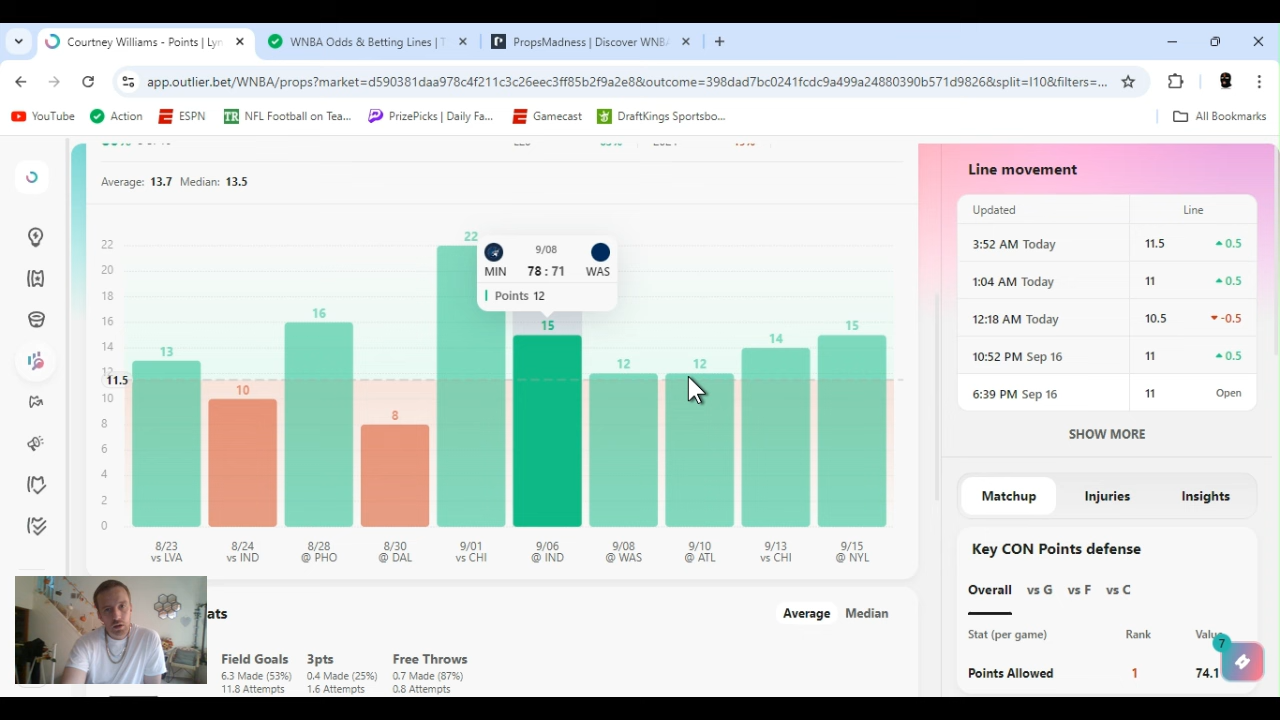 Courtney Williams - Points | Lyn
WNBA Odds & Betting Lines | T
PropsMadness | Discover WNBA
app.outlier.bet/WNBA/props?market=d590381daa978c4f211c3c26eec3ff85b2f9a2e8&outcome=398dad7bc0241fcdc9a499a24880390b571d9826&split=l10&filters=...
YouTube Action ESPN NFL Football on Tea... PrizePicks | Daily Fa... Gamecast DraftKings Sportsbo... All Bookmarks
Average: 13.7 Median: 13.5
22
20
18
16
14
12
10
8
6
4
2
0
11.5
13
10
16
8
22
15
12
12
14
15
9/08
MIN 78 : 71 WAS
Points 12
8/23 8/24 8/28 8/30 9/01 9/06 9/08 9/10 9/13 9/15
vs LVA vs IND @ PHO @ DAL vs CHI @ IND @ WAS @ ATL vs CHI @ NYL
ats
Average Median
Field Goals 3pts Free Throws
6.3 Made (53%) 0.4 Made (25%) 0.7 Made (87%)
11.8 Attempts 1.6 Attempts 0.8 Attempts
Line movement
Updated Line
3:52 AM Today 11.5 0.5
1:04 AM Today 11 0.5
12:18 AM Today 10.5 -0.5
10:52 PM Sep 16 11 0.5
6:39 PM Sep 16 11 Open
SHOW MORE
Matchup Injuries Insights
Key CON Points defense
Overall vs G vs F vs C
Stat (per game) Rank Valu
7
Points Allowed 1 74.1